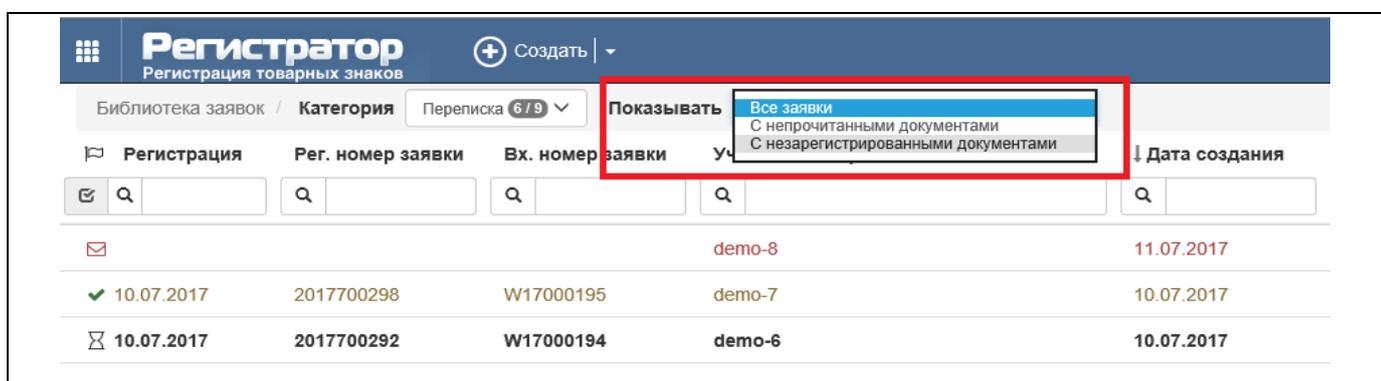 Регистратор
Регистрация товарных знаков
Создать
Библиотека заявок / Категория Переписка 6 / 9 Показывать Все заявки
С непрочитанными документами
С незарегистрированными документами
Регистрация Рег. номер заявки Вх. номер заявки Дата создания
demo-8 11.07.2017
10.07.2017 2017700298 W17000195 demo-7 10.07.2017
10.07.2017 2017700292 W17000194 demo-6 10.07.2017